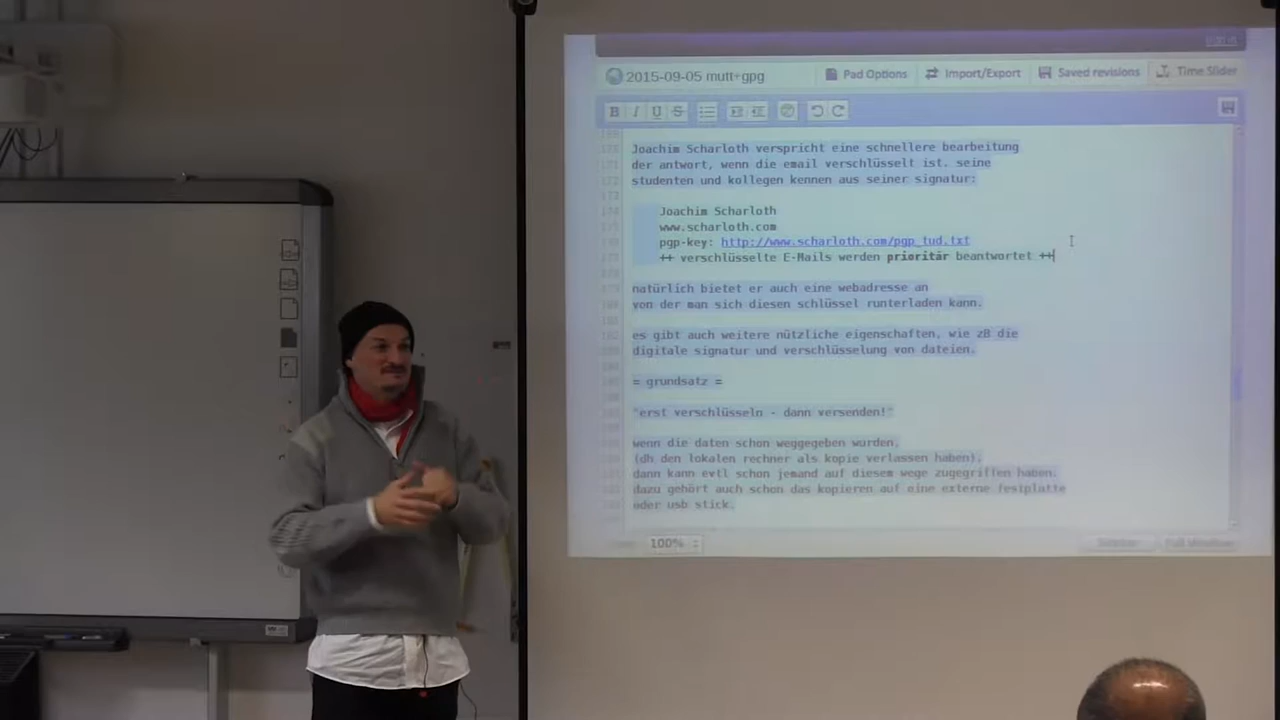 2015-09-05 mutt+gpg
Pad Options
Import/Export
Saved revisions
Time Slider
B I U S
Joachim Scharloth verspricht eine schnellere bearbeitung
der antwort, wenn die email verschlüsselt ist. seine
studenten und kollegen kennen aus seiner signatur:
Joachim Scharloth
www.scharloth.com
pgp-key: http://www.scharloth.com/pgp_tud.txt
++ verschlüsselte E-Mails werden prioritär beantwortet ++
natürlich bietet er auch eine webadresse an
von der man sich diesen schlüssel runterladen kann.
es gibt auch weitere nützliche eigenschaften, wie zB die
digitale signatur und verschlüsselung von dateien.
= grundsatz =
"erst verschlüsseln - dann versenden!"
wenn die daten schon weggegeben wurden,
(dh den lokalen rechner als kopie verlassen haben),
dann kann evtl schon jemand auf diesem wege zugegriffen haben.
dazu gehört auch schon das kopieren auf eine externe festplatte
oder usb stick.
100%